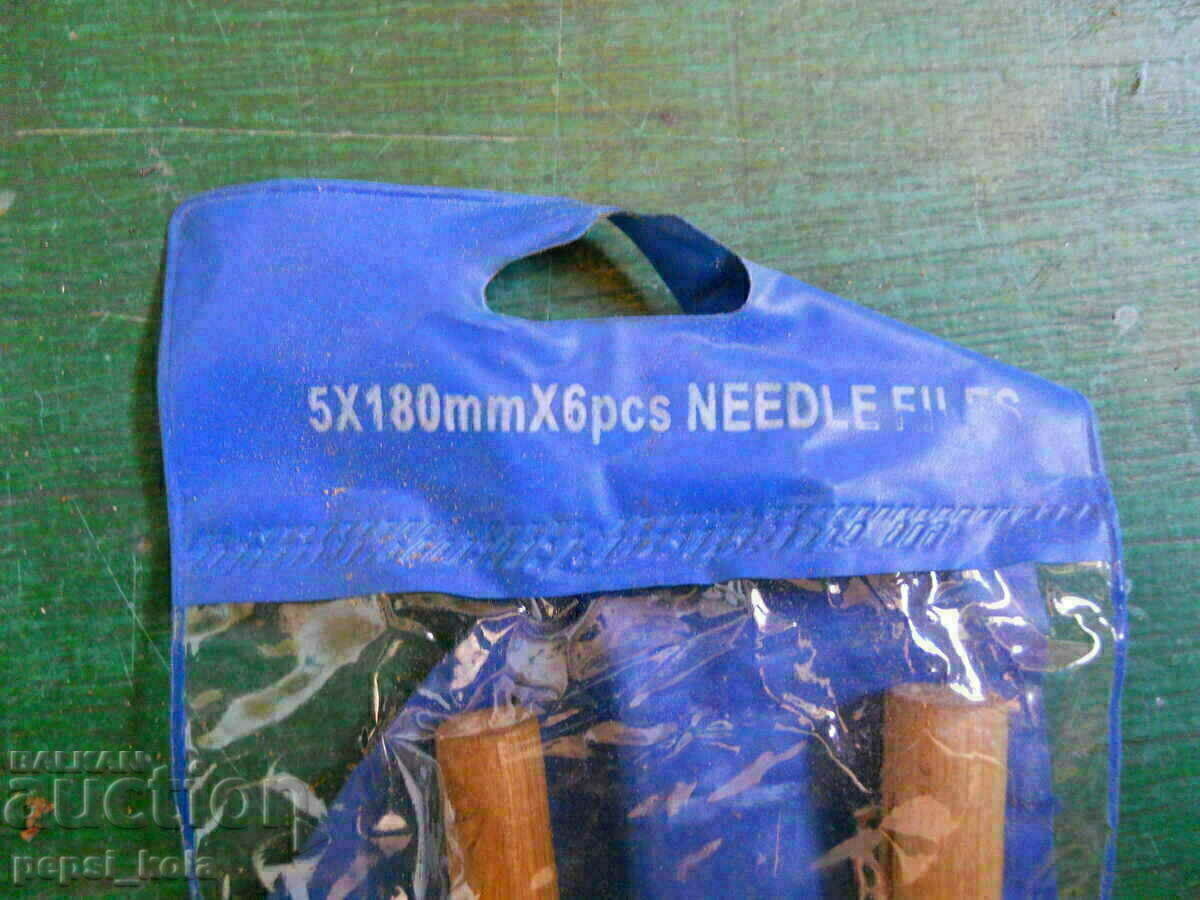 5X180mmX6pcs NEEDLE FILES
BALKAN
auction
pepsi_kola